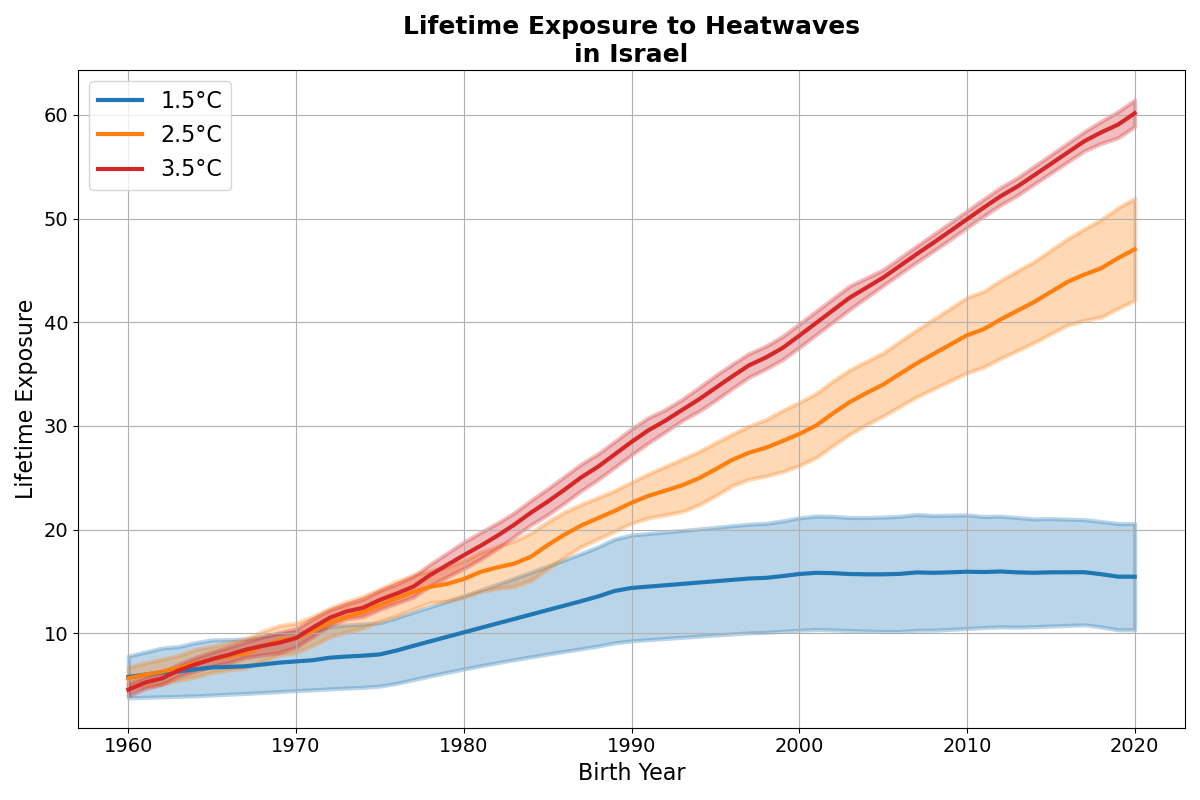 Lifetime Exposure to Heatwaves
in Israel
1.5°C
2.5°C
3.5°C
Lifetime Exposure
60
50
40
30
20
10
1960 1970 1980 1990 2000 2010 2020
Birth Year